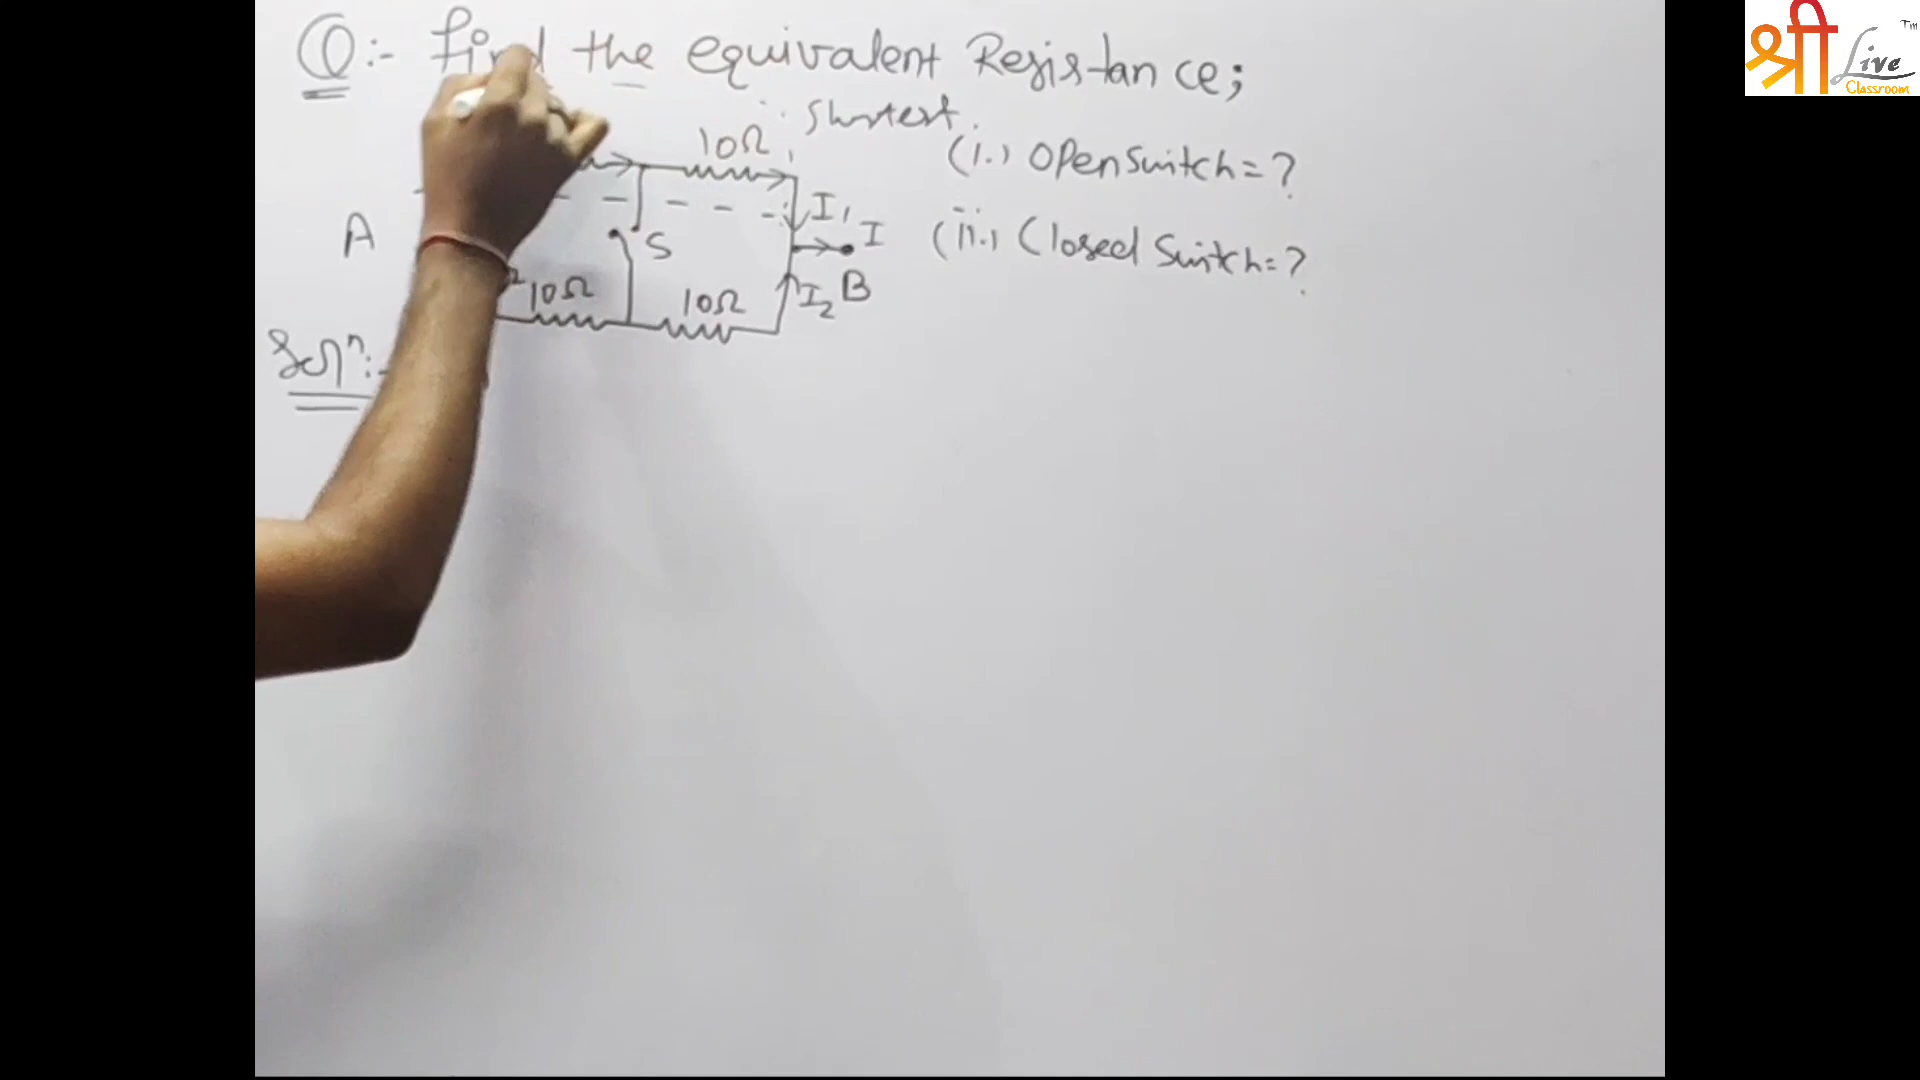 Q:- find the equivalent Resistance;
shortest
(i.) Open Switch = ?
(ii.) Closed Switch = ?
10Ω
I₁
I
A
S
B
10Ω
10Ω
I₂
Solⁿ:-
श्री Live TM
Classroom